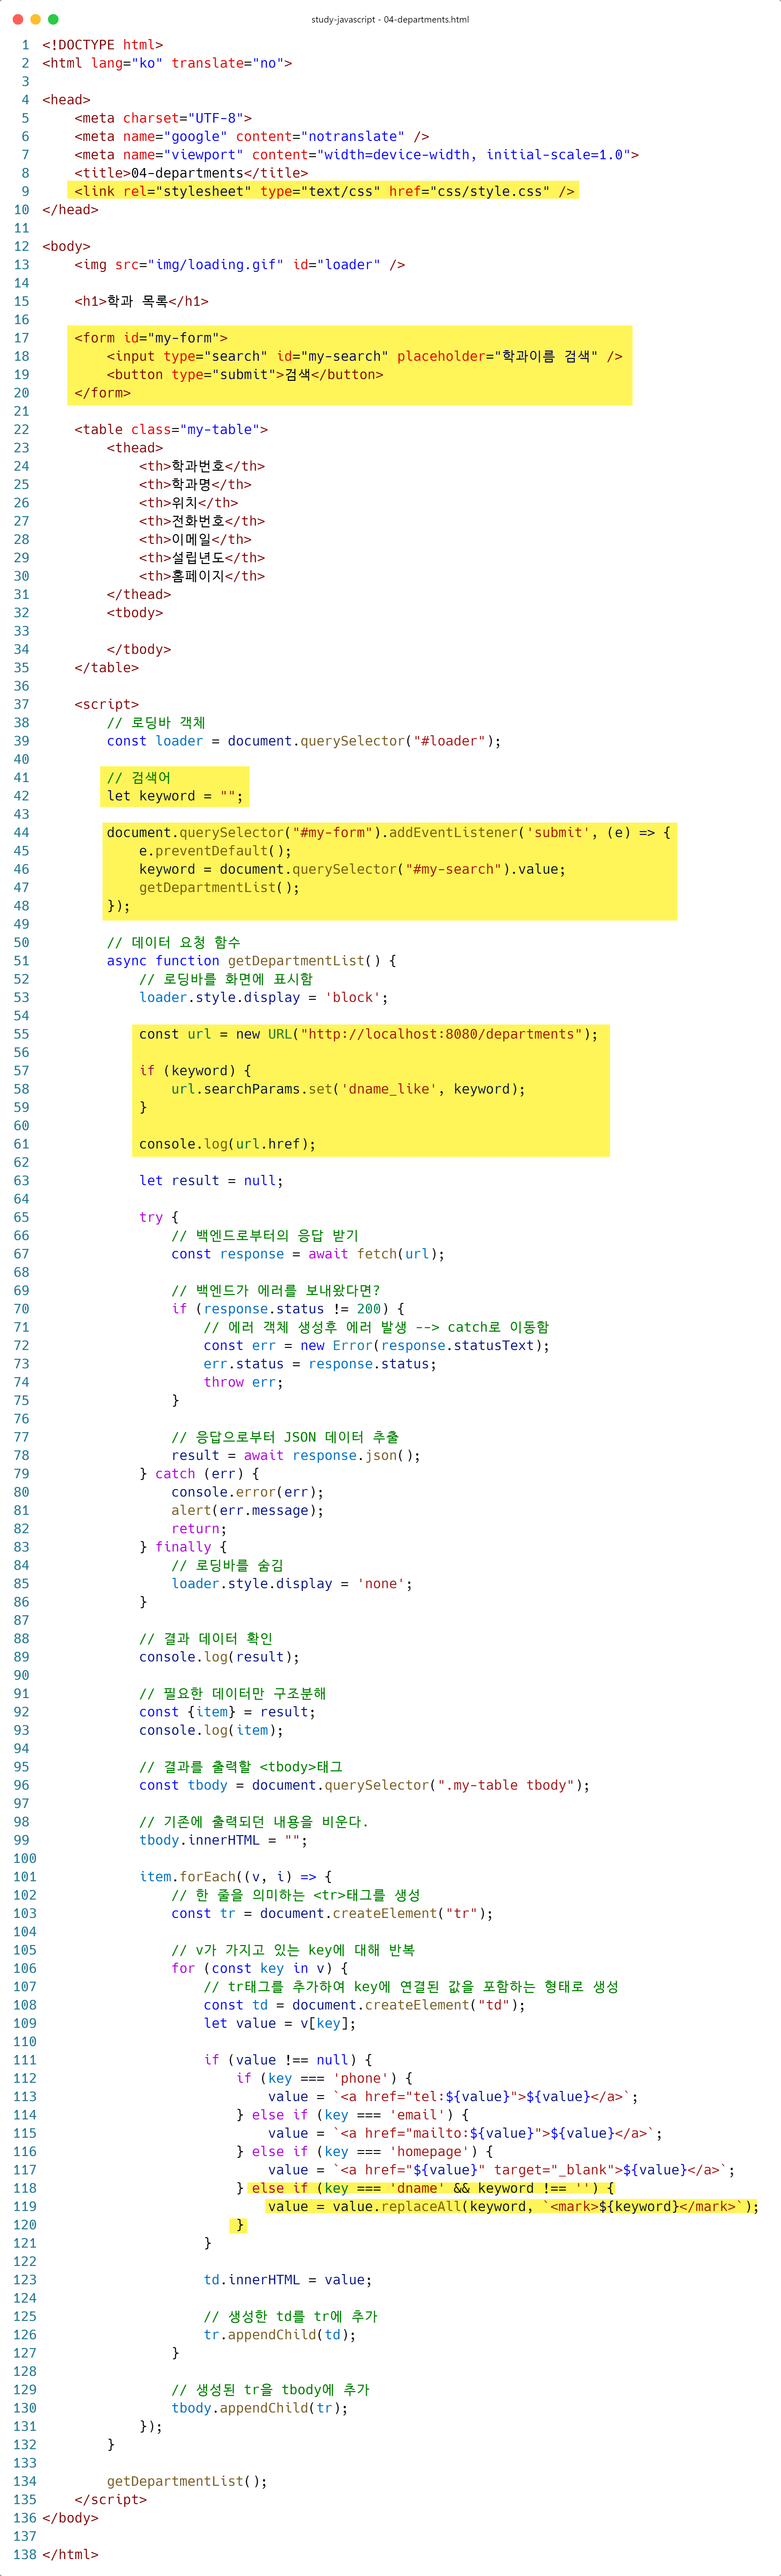 study-javascript - 04-departments.html
1 <!DOCTYPE html>
2 <html lang="ko" translate="no">
3
4 <head>
5     <meta charset="UTF-8">
6     <meta name="google" content="notranslate" />
7     <meta name="viewport" content="width=device-width, initial-scale=1.0">
8     <title>04-departments</title>
9     <link rel="stylesheet" type="text/css" href="css/style.css" />
10 </head>
11
12 <body>
13     <img src="img/loading.gif" id="loader" />
14
15     <h1>학과 목록</h1>
16
17     <form id="my-form">
18         <input type="search" id="my-search" placeholder="학과이름 검색" />
19         <button type="submit">검색</button>
20     </form>
21
22     <table class="my-table">
23         <thead>
24             <th>학과번호</th>
25             <th>학과명</th>
26             <th>위치</th>
27             <th>전화번호</th>
28             <th>이메일</th>
29             <th>설립년도</th>
30             <th>홈페이지</th>
31         </thead>
32         <tbody>
33
34         </tbody>
35     </table>
36
37     <script>
38         // 로딩바 객체
39         const loader = document.querySelector("#loader");
40
41         // 검색어
42         let keyword = "";
43
44         document.querySelector("#my-form").addEventListener('submit', (e) => {
45             e.preventDefault();
46             keyword = document.querySelector("#my-search").value;
47             getDepartmentList();
48         });
49
50         // 데이터 요청 함수
51         async function getDepartmentList() {
52             // 로딩바를 화면에 표시함
53             loader.style.display = 'block';
54
55             const url = new URL("http://localhost:8080/departments");
56
57             if (keyword) {
58                 url.searchParams.set('dname_like', keyword);
59             }
60
61             console.log(url.href);
62
63             let result = null;
64
65             try {
66                 // 백엔드로부터의 응답 받기
67                 const response = await fetch(url);
68
69                 // 백엔드가 에러를 보내왔다면?
70                 if (response.status != 200) {
71                     // 에러 객체 생성후 에러 발생 --> catch로 이동함
72                     const err = new Error(response.statusText);
73                     err.status = response.status;
74                     throw err;
75                 }
76
77                 // 응답으로부터 JSON 데이터 추출
78                 result = await response.json();
79             } catch (err) {
80                 console.error(err);
81                 alert(err.message);
82                 return;
83             } finally {
84                 // 로딩바를 숨김
85                 loader.style.display = 'none';
86             }
87
88             // 결과 데이터 확인
89             console.log(result);
90
91             // 필요한 데이터만 구조분해
92             const {item} = result;
93             console.log(item);
94
95             // 결과를 출력할 <tbody>태그
96             const tbody = document.querySelector(".my-table tbody");
97
98             // 기존에 출력되던 내용을 비운다.
99             tbody.innerHTML = "";
100
101             item.forEach((v, i) => {
102                 // 한 줄을 의미하는 <tr>태그를 생성
103                 const tr = document.createElement("tr");
104
105                 // v가 가지고 있는 key에 대해 반복
106                 for (const key in v) {
107                     // tr태그를 추가하여 key에 연결된 값을 포함하는 형태로 생성
108                     const td = document.createElement("td");
109                     let value = v[key];
110
111                     if (value !== null) {
112                         if (key === 'phone') {
113                             value = `<a href="tel:${value}">${value}</a>`;
114                         } else if (key === 'email') {
115                             value = `<a href="mailto:${value}">${value}</a>`;
116                         } else if (key === 'homepage') {
117                             value = `<a href="${value}" target="_blank">${value}</a>`;
118                         } else if (key === 'dname' && keyword !== '') {
119                             value = value.replaceAll(keyword, `<mark>${keyword}</mark>`);
120                         }
121                     }
122
123                     td.innerHTML = value;
124
125                     // 생성한 td를 tr에 추가
126                     tr.appendChild(td);
127                 }
128
129                 // 생성된 tr을 tbody에 추가
130                 tbody.appendChild(tr);
131             });
132         }
133
134         getDepartmentList();
135     </script>
136 </body>
137
138 </html>